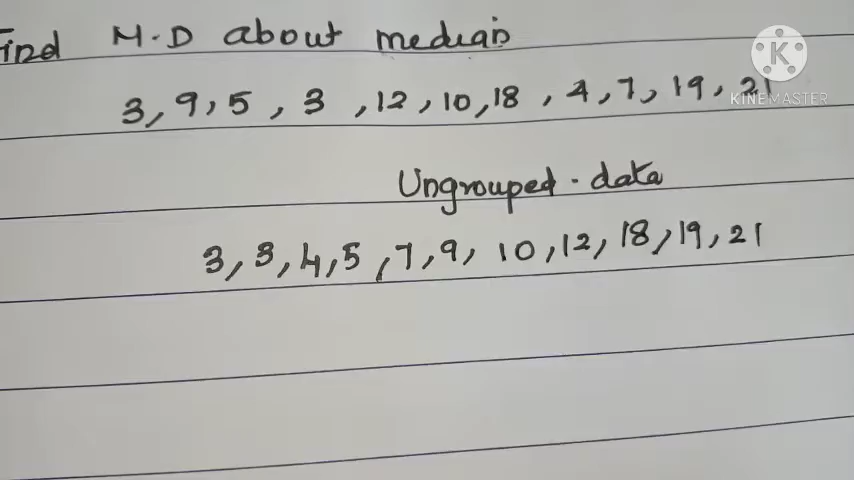 Find M.D about median
3, 9, 5, 3, 12, 10, 18, 4, 7, 19, 21
KINEMASTER
Ungrouped. data
3, 3, 4, 5, 7, 9, 10, 12, 18, 19, 21